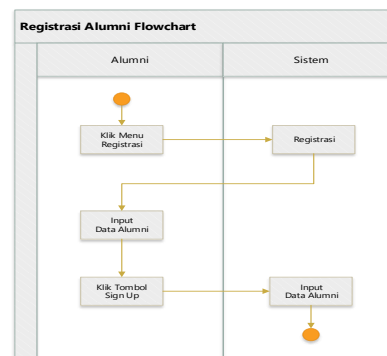 Registrasi Alumni Flowchart
Alumni
Sistem
Klik Menu
Registrasi
Registrasi
Input
Data Alumni
Klik Tombol
Sign Up
Input
Data Alumni